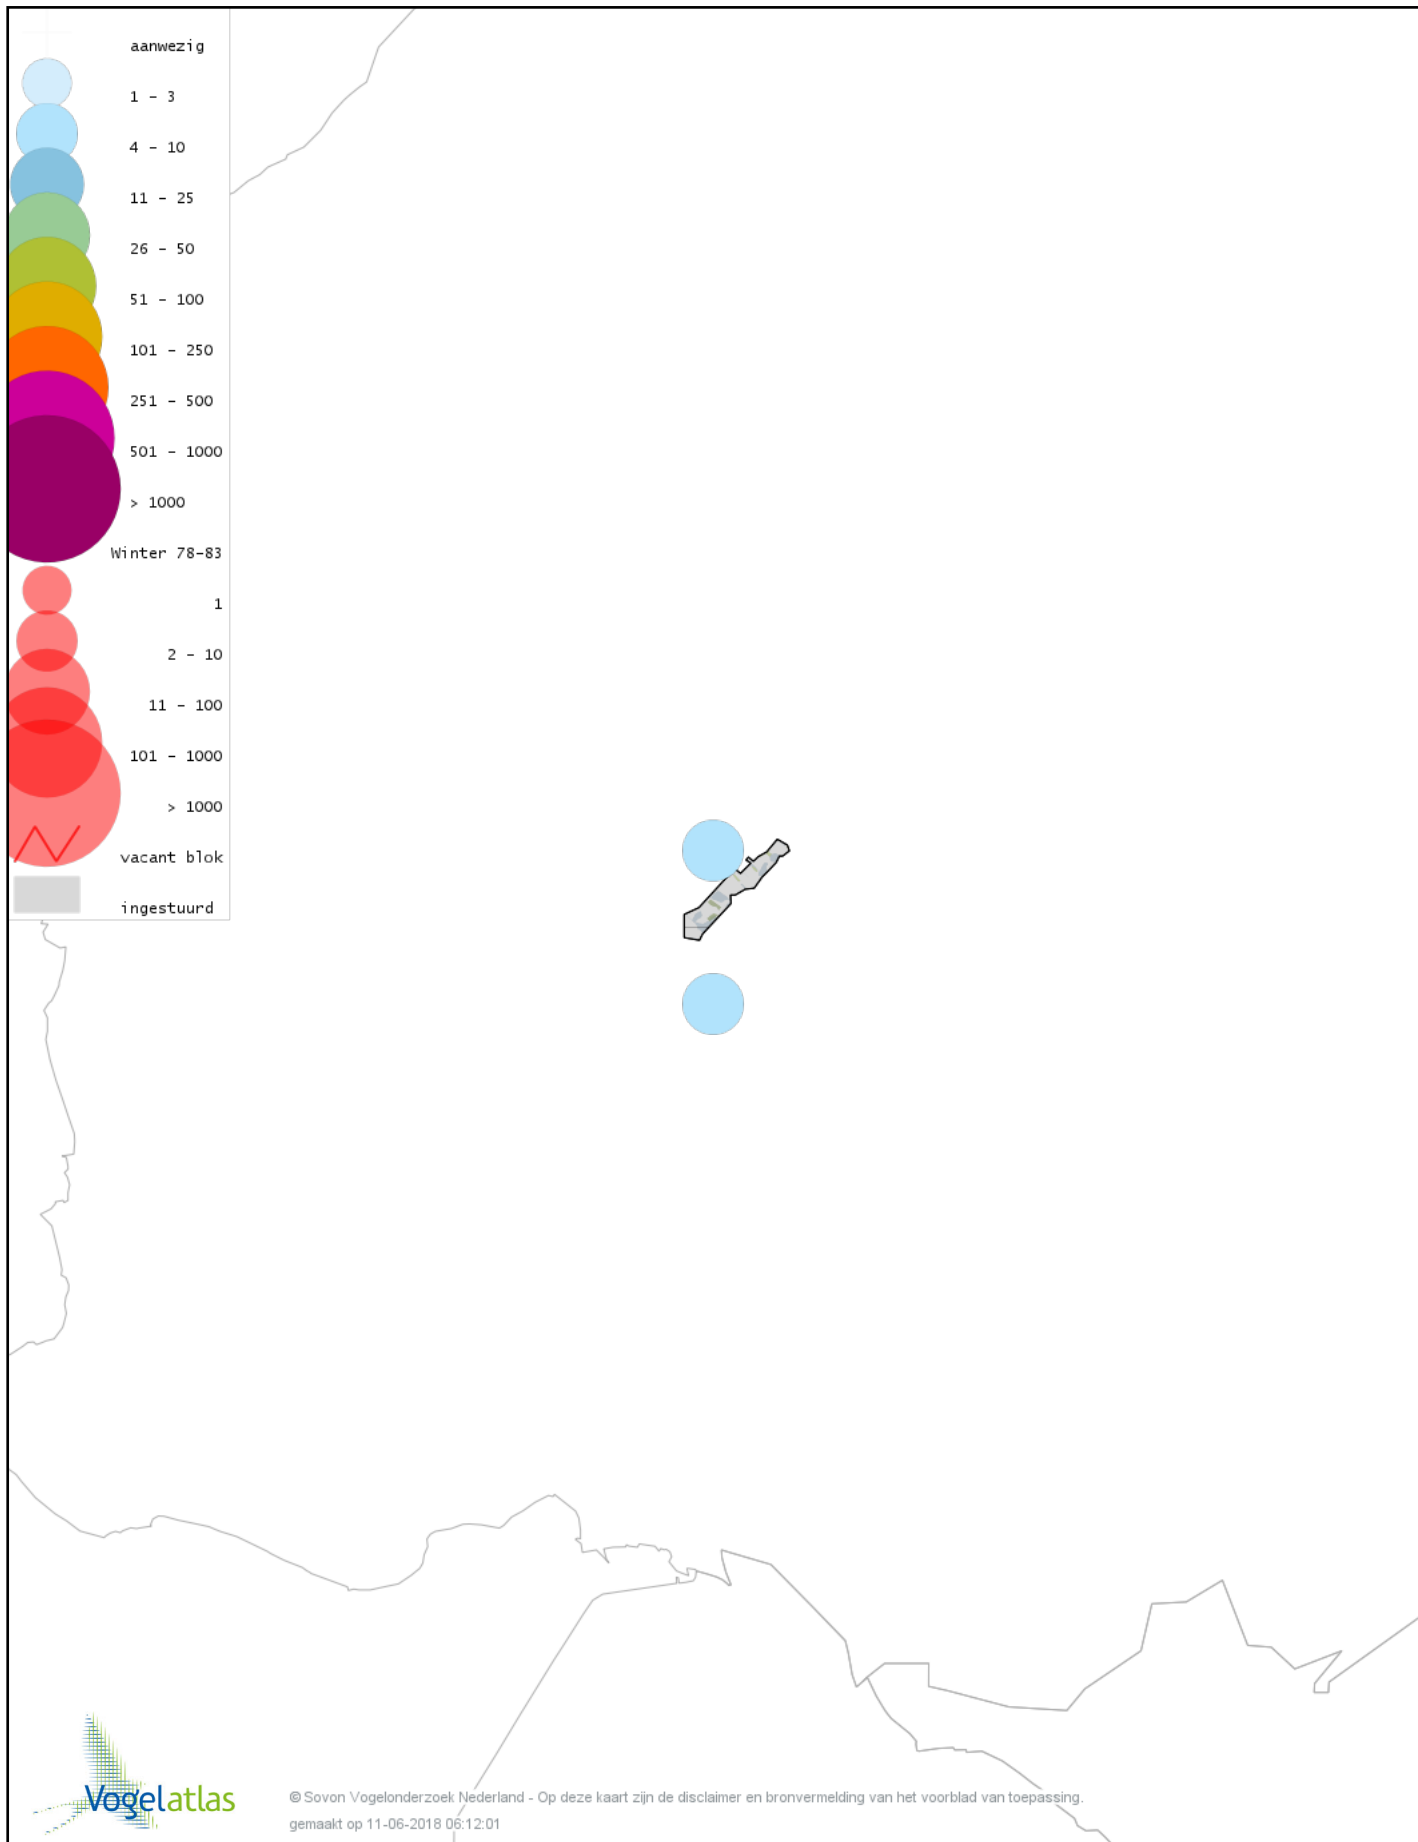 aanwezig
1 - 3
4 - 10
11 - 25
26 - 50
51 - 100
101 - 250
251 - 500
501 - 1000
> 1000
Winter 78-83
1
2 - 10
11 - 100
101 - 1000
> 1000
vacant blok
ingestuurd
Vogelatlas
© Sovon Vogelonderzoek Nederland - Op deze kaart zijn de disclaimer en bronvermelding van het voorblad van toepassing.
gemaakt op 11-06-2018 06:12:01